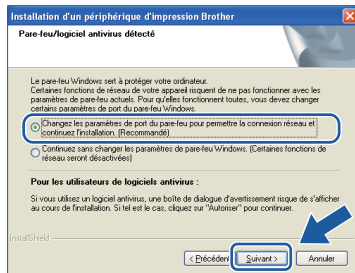 Installation d'un périphérique d'impression Brother
Pare-feu/logiciel antivirus détecté
Le pare-feu Windows sert à protéger votre ordinateur.
Certaines fonctions de réseau de votre appareil risquent de ne pas fonctionner avec les
paramètres de pare-feu actuels. Pour qu'elles fonctionnent toutes, vous devez changer
certains paramètres de port du pare-feu Windows.
Changez les paramètres de port du pare-feu pour permettre la connexion réseau et
continuez l'installation. (Recommandé)
Continuez sans changer les paramètres de pare-feu Windows. (Certaines fonctions de
réseau seront désactivées)
Pour les utilisateurs de logiciels antivirus :
Si vous utilisez un logiciel antivirus, une boîte de dialogue d'avertissement risque de s'afficher
au cours de l'installation. Si tel est le cas, cliquez sur "Autoriser" pour continuer.
InstallShield
< Précédent
Suivant >
Annuler